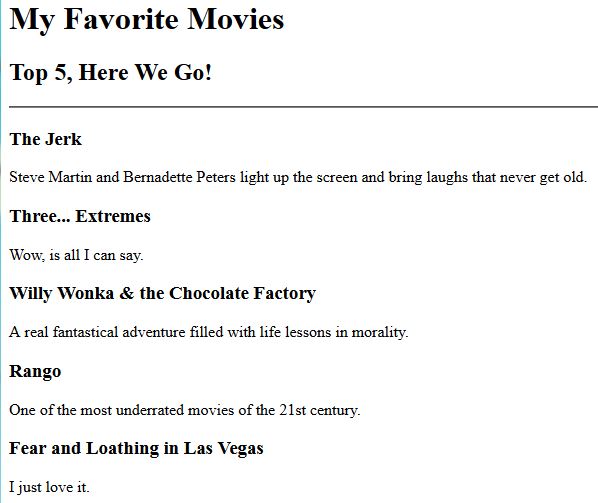 My Favorite Movies
Top 5, Here We Go!
The Jerk
Steve Martin and Bernadette Peters light up the screen and bring laughs that never get old.
Three... Extremes
Wow, is all I can say.
Willy Wonka & the Chocolate Factory
A real fantastical adventure filled with life lessons in morality.
Rango
One of the most underrated movies of the 21st century.
Fear and Loathing in Las Vegas
I just love it.